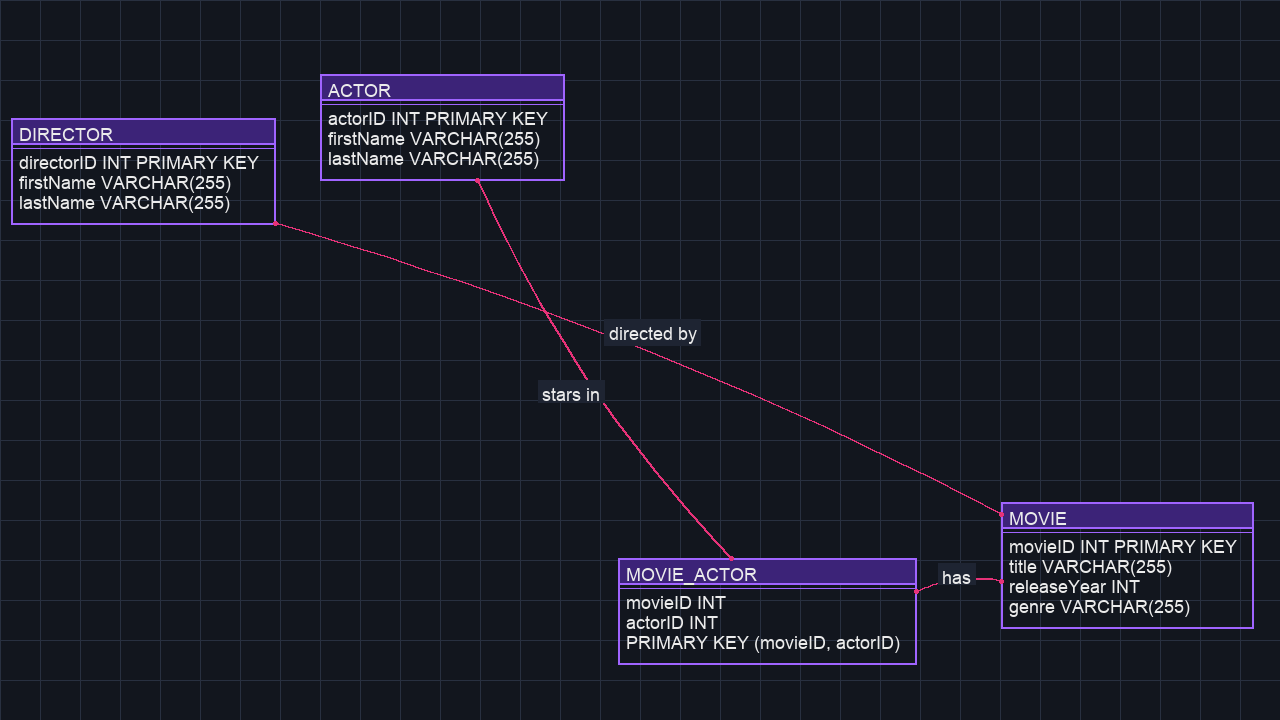 ACTOR
actorID INT PRIMARY KEY
firstName VARCHAR(255)
lastName VARCHAR(255)
DIRECTOR
directorID INT PRIMARY KEY
firstName VARCHAR(255)
lastName VARCHAR(255)
directed by
stars in
MOVIE
movieID INT PRIMARY KEY
title VARCHAR(255)
releaseYear INT
genre VARCHAR(255)
MOVIE_ACTOR
movieID INT
actorID INT
PRIMARY KEY (movieID, actorID)
has